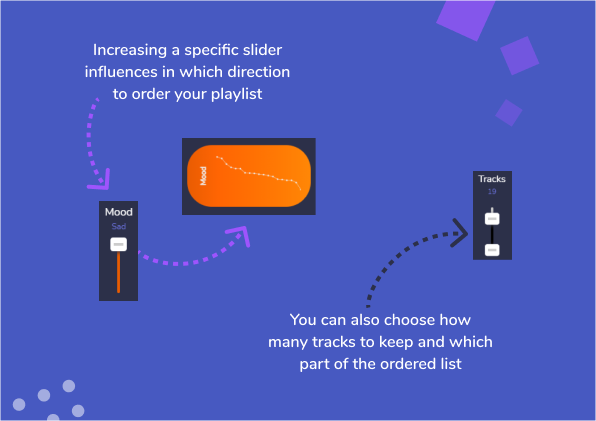 Increasing a specific slider
influences in which direction
to order your playlist
Mood
Mood
Sad
Tracks
19
You can also choose how
many tracks to keep and which
part of the ordered list